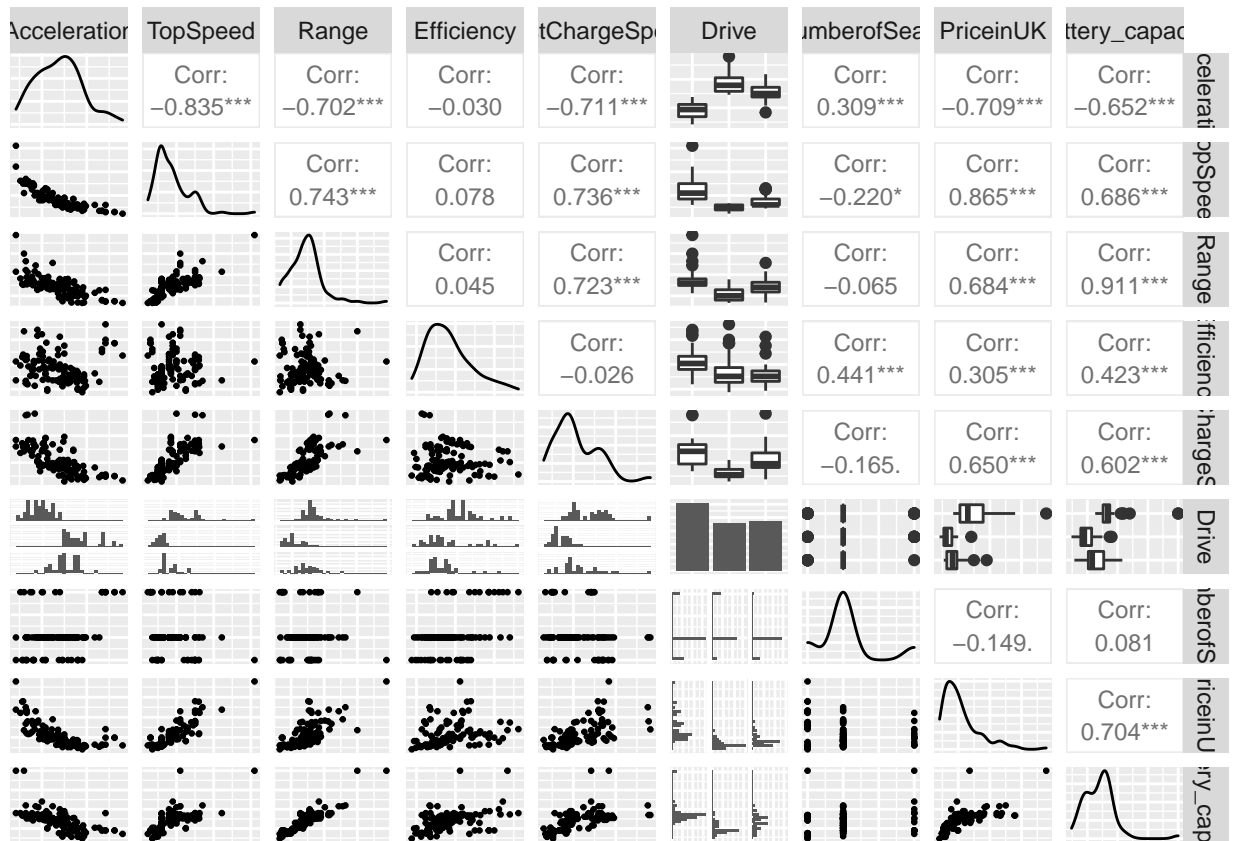 Acceleration TopSpeed Range Efficiency tChargeSpe Drive umberofSea PriceinUK ttery_capac
Corr: Corr: Corr: Corr: Corr: Corr: Corr:
−0.835*** −0.702*** −0.030 −0.711*** 0.309*** −0.709*** −0.652***
celerati
Corr: Corr: Corr: Corr: Corr: Corr:
0.743*** 0.078 0.736*** −0.220* 0.865*** 0.686***
opSpee
Corr: Corr: Corr: Corr: Corr:
0.045 0.723*** −0.065 0.684*** 0.911***
Range
Corr: Corr: Corr: Corr:
−0.026 0.441*** 0.305*** 0.423***
Efficienc
Corr: Corr: Corr:
−0.165. 0.650*** 0.602***
ChargeS
Drive
Corr: Corr:
−0.149. 0.081
nberofS
Corr:
0.704***
riceinU
ery_cap